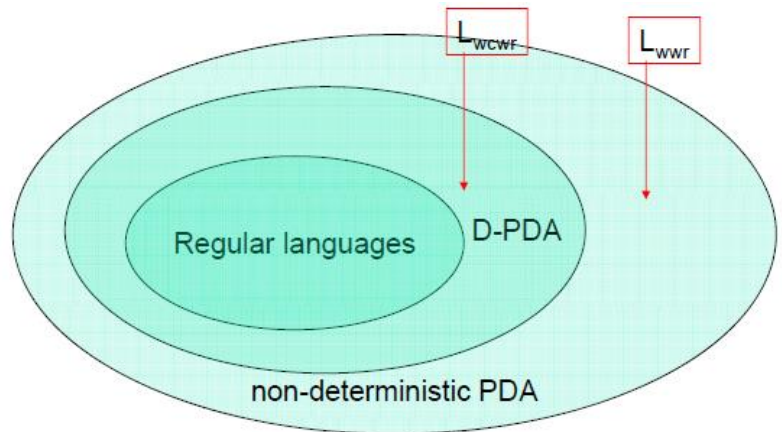 L_wcwr
L_wwr
Regular languages
D-PDA
non-deterministic PDA